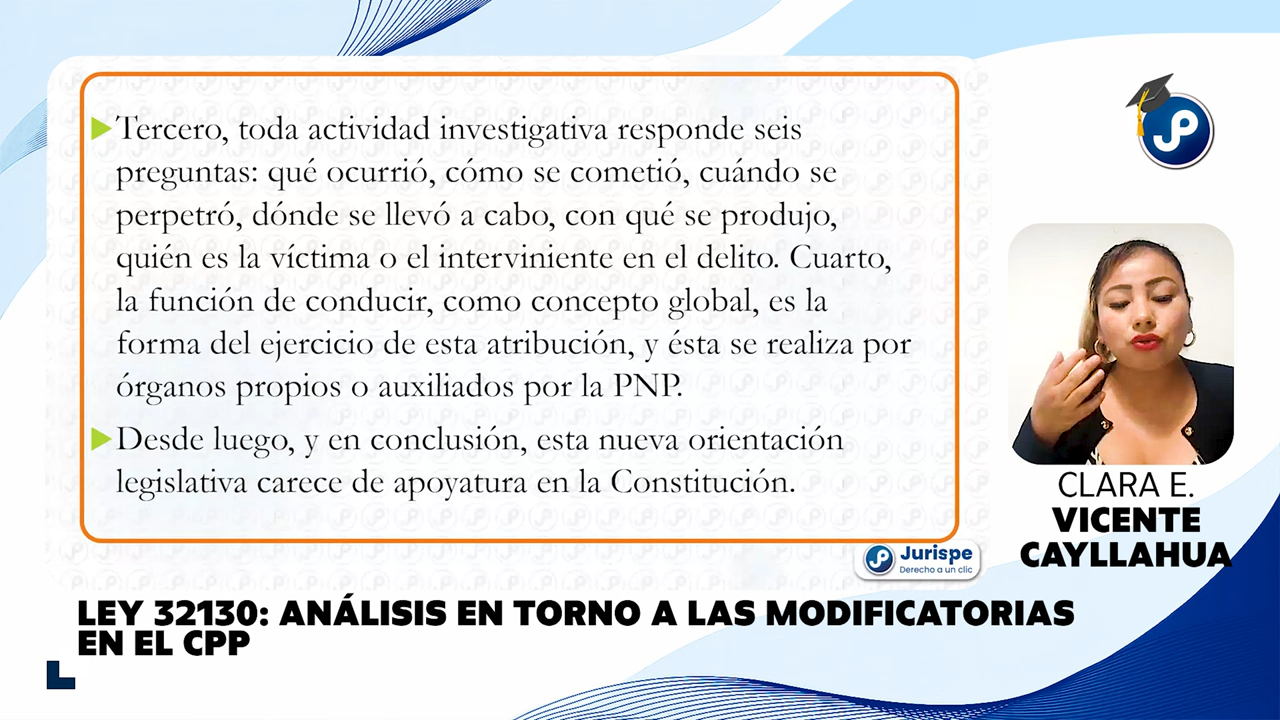 Tercero, toda actividad investigativa responde seis
preguntas: qué ocurrió, cómo se cometió, cuándo se
perpetró, dónde se llevó a cabo, con qué se produjo,
quién es la víctima o el interviniente en el delito. Cuarto,
la función de conducir, como concepto global, es la
forma del ejercicio de esta atribución, y ésta se realiza por
órganos propios o auxiliados por la PNP.
Desde luego, y en conclusión, esta nueva orientación
legislativa carece de apoyatura en la Constitución.
Jurispe
Derecho a un clic
JP
CLARA E.
VICENTE
CAYLLAHUA
LEY 32130: ANÁLISIS EN TORNO A LAS MODIFICATORIAS
EN EL CPP